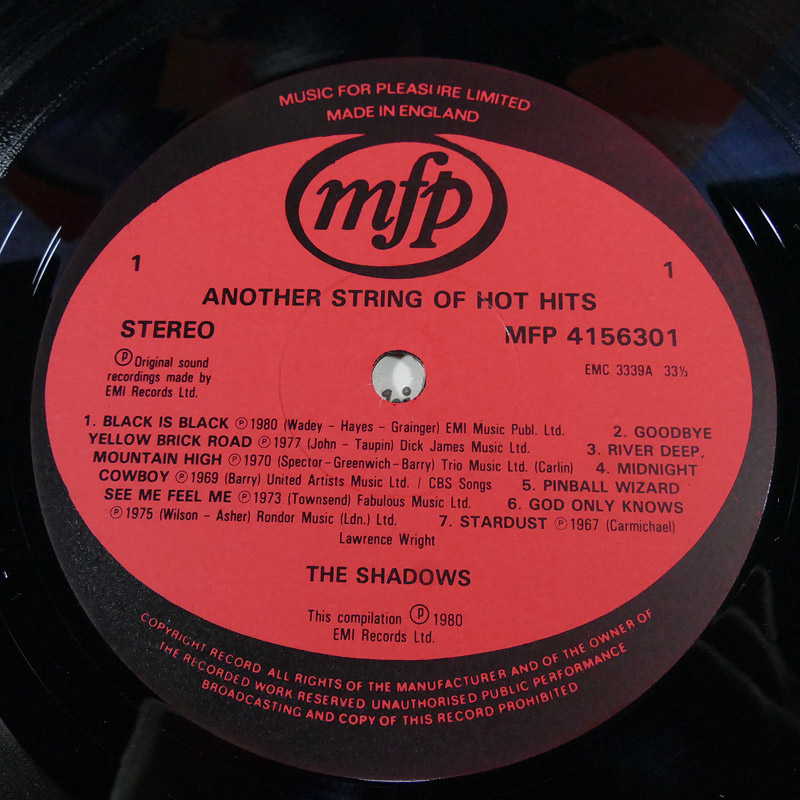 MUSIC FOR PLEASURE LIMITED
MADE IN ENGLAND
mfp
1 1
ANOTHER STRING OF HOT HITS
STEREO MFP 4156301
Ⓟ Original sound
recordings made by
EMI Records Ltd.
EMC 3339A 33⅓
1. BLACK IS BLACK Ⓟ 1980 (Wadey - Hayes - Grainger) EMI Music Publ. Ltd. 2. GOODBYE
YELLOW BRICK ROAD Ⓟ 1977 (John - Taupin) Dick James Music Ltd. 3. RIVER DEEP,
MOUNTAIN HIGH Ⓟ 1970 (Spector-Greenwich-Barry) Trio Music Ltd. (Carlin) 4. MIDNIGHT
COWBOY Ⓟ 1969 (Barry) United Artists Music Ltd. / CBS Songs 5. PINBALL WIZARD
SEE ME FEEL ME Ⓟ 1973 (Townsend) Fabulous Music Ltd. 6. GOD ONLY KNOWS
Ⓟ 1975 (Wilson - Asher) Rondor Music (Ldn.) Ltd. 7. STARDUST Ⓟ 1967 (Carmichael)
Lawrence Wright
THE SHADOWS
This compilation Ⓟ 1980
EMI Records Ltd.
COPYRIGHT RECORD ALL RIGHTS OF THE MANUFACTURER AND OF THE OWNER OF
THE RECORDED WORK RESERVED UNAUTHORISED PUBLIC PERFORMANCE
BROADCASTING AND COPY OF THIS RECORD PROHIBITED